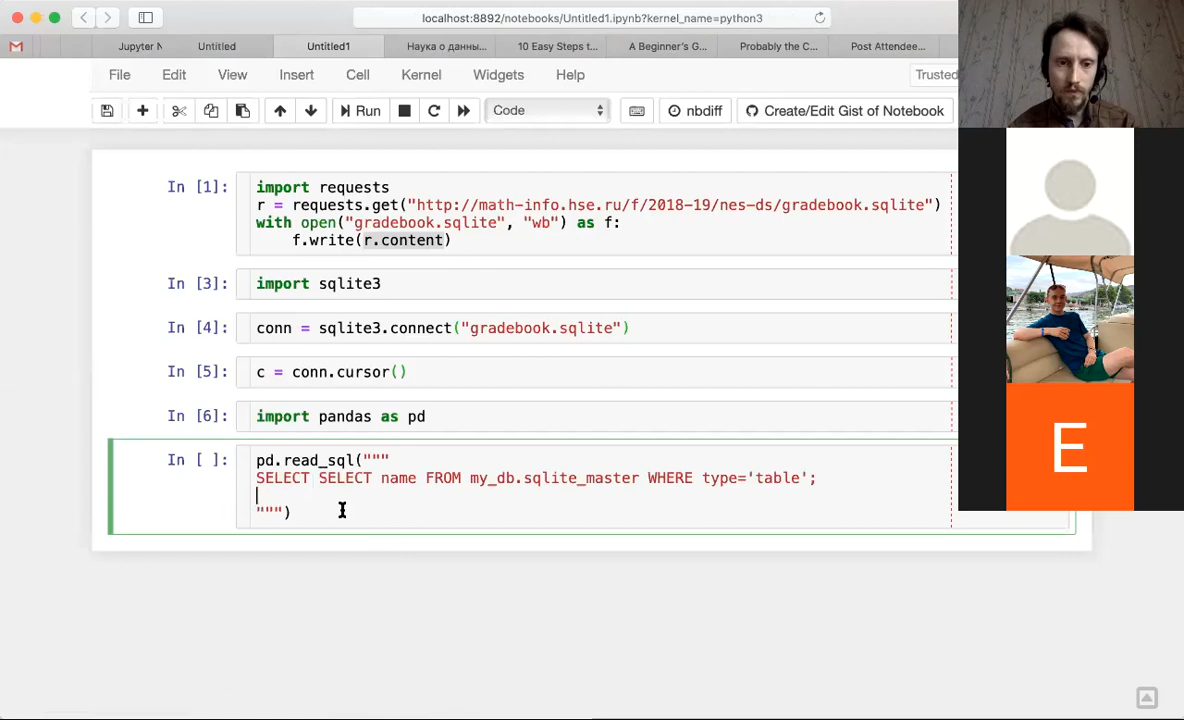 localhost:8892/notebooks/Untitled1.ipynb?kernel_name=python3
Jupyter N
Untitled
Untitled1
Наука о данны...
10 Easy Steps t...
A Beginner's G...
Probably the C...
Post Attendee...
File Edit View Insert Cell Kernel Widgets Help Trusted
Run Code nbdiff Create/Edit Gist of Notebook
In [1]: import requests
r = requests.get("http://math-info.hse.ru/f/2018-19/nes-ds/gradebook.sqlite")
with open("gradebook.sqlite", "wb") as f:
f.write(r.content)
In [3]: import sqlite3
In [4]: conn = sqlite3.connect("gradebook.sqlite")
In [5]: c = conn.cursor()
In [6]: import pandas as pd
In [ ]: pd.read_sql("""
SELECT SELECT name FROM my_db.sqlite_master WHERE type='table';
""")
E